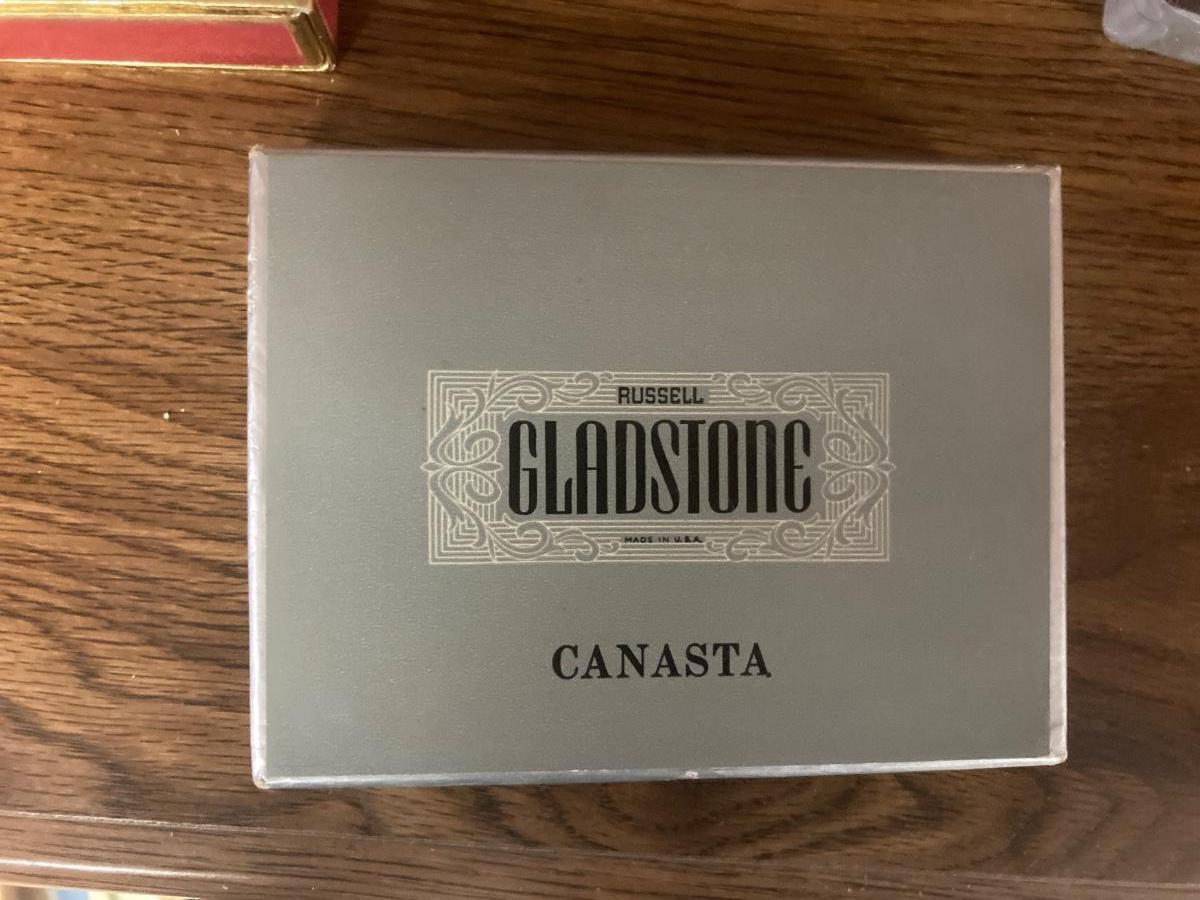 RUSSELL
GLADSTONE
MADE IN U.S.A.
CANASTA